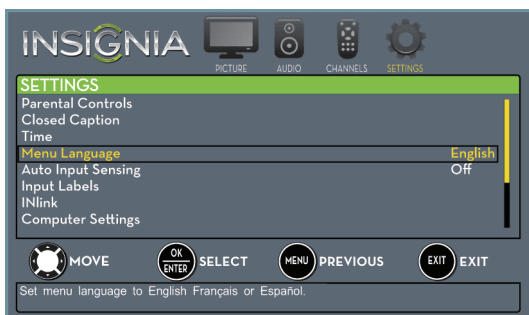 INSIGNIA
PICTURE AUDIO CHANNELS SETTINGS
SETTINGS
Parental Controls
Closed Caption
Time
Menu Language English
Auto Input Sensing Off
Input Labels
INlink
Computer Settings
MOVE OK ENTER SELECT MENU PREVIOUS EXIT EXIT
Set menu language to English Français or Español.